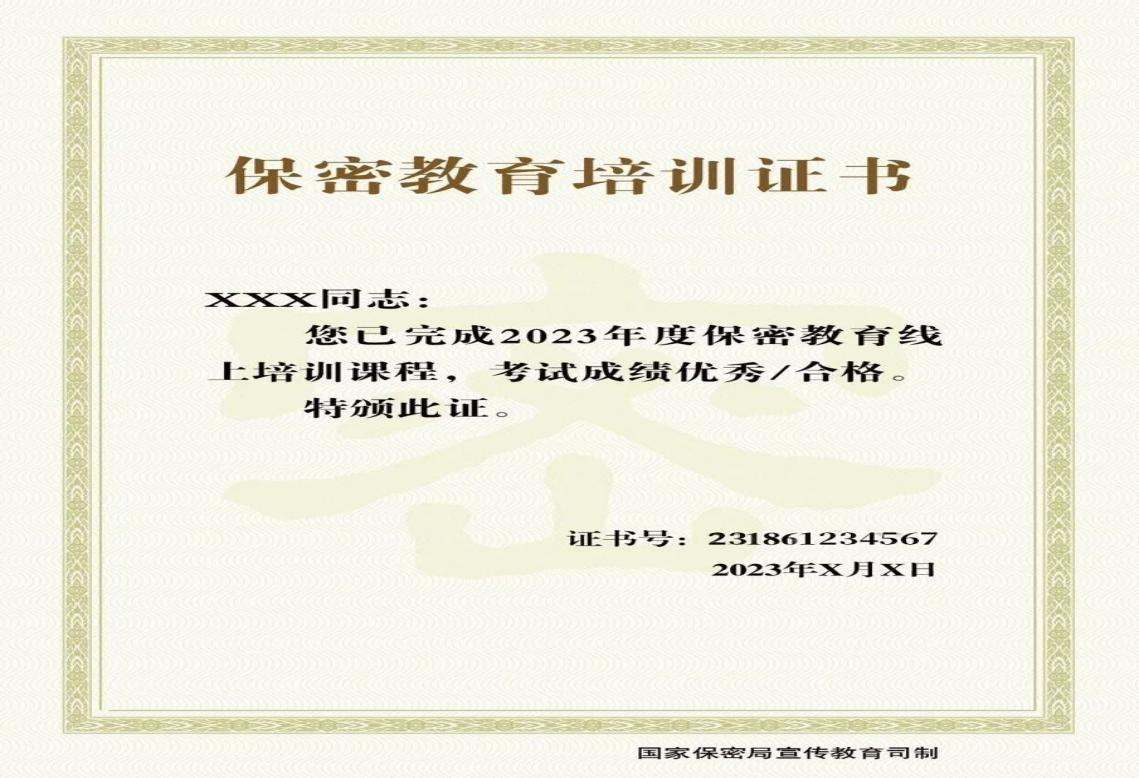 保密教育培训证书
XXX同志：
您已完成2023年度保密教育线
上培训课程，考试成绩优秀/合格。
特颁此证。
证书号：231861234567
2023年X月X日
国家保密局宣传教育司制
密